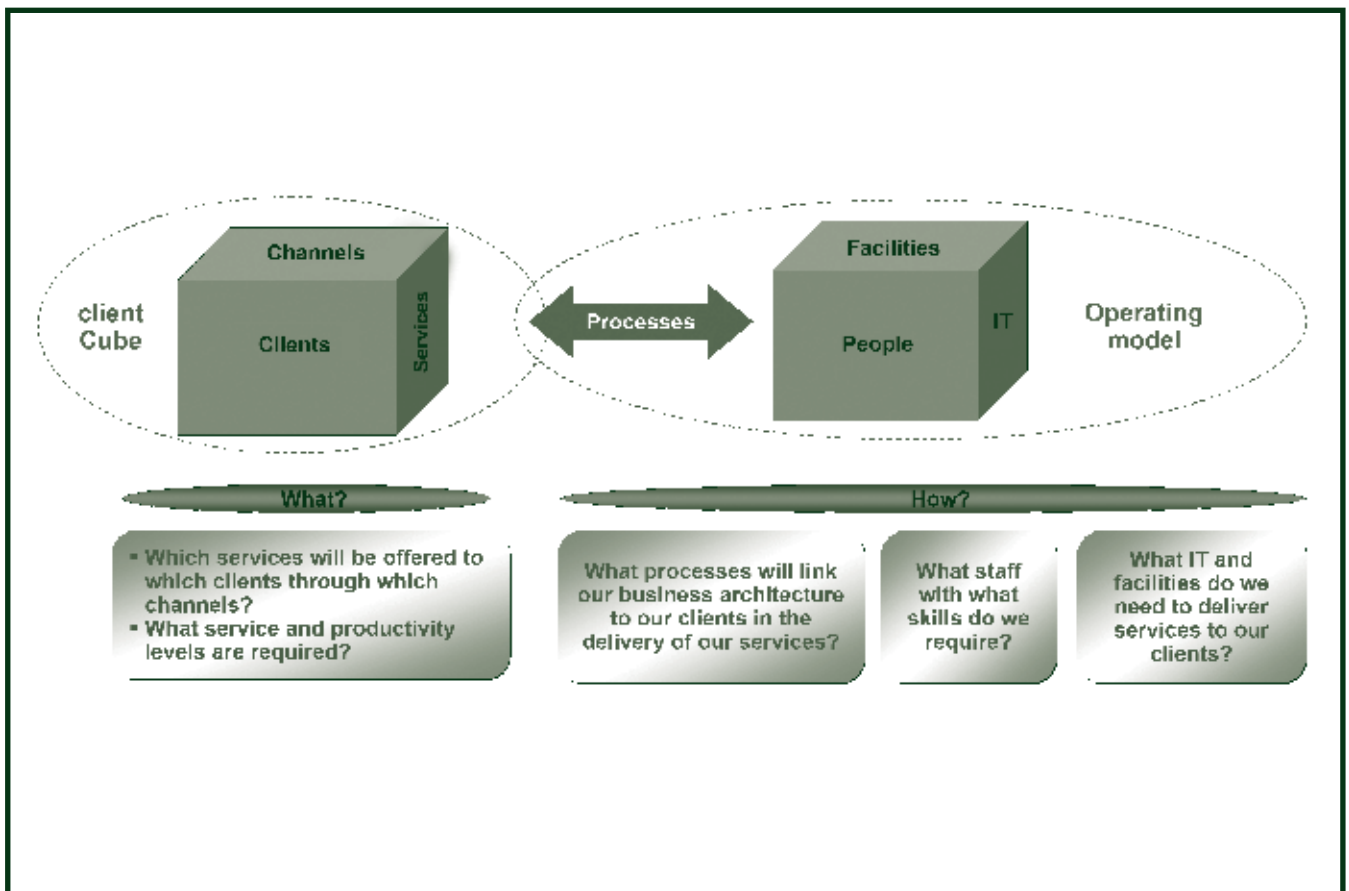 client
Cube
Channels
Clients
Services
Processes
Facilities
People
IT
Operating
model
What?
▪ Which services will be offered to
which clients through which
channels?
▪ What service and productivity
levels are required?
How?
What processes will link
our business architecture
to our clients in the
delivery of our services?
What staff
with what
skills do we
require?
What IT and
facilities do we
need to deliver
services to our
clients?